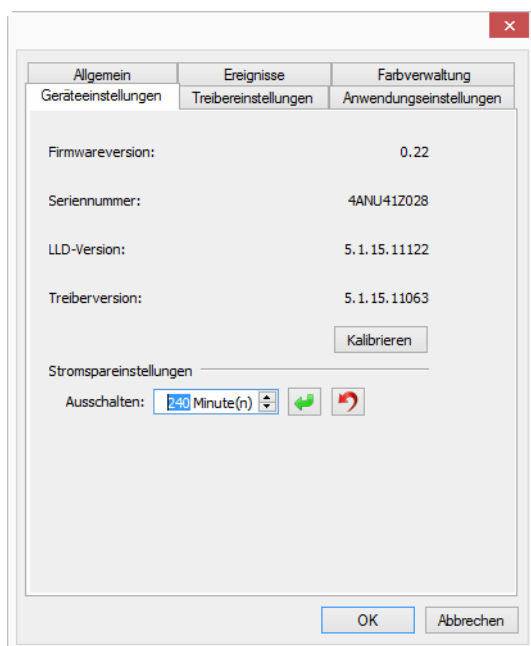 Allgemein Ereignisse Farbverwaltung
Geräteeinstellungen Treibereinstellungen Anwendungseinstellungen
Firmwareversion: 0.22
Seriennummer: 4ANU41Z028
LLD-Version: 5.1.15.11122
Treiberversion: 5.1.15.11063
Kalibrieren
Stromspareinstellungen
Ausschalten: 240 Minute(n)
OK Abbrechen